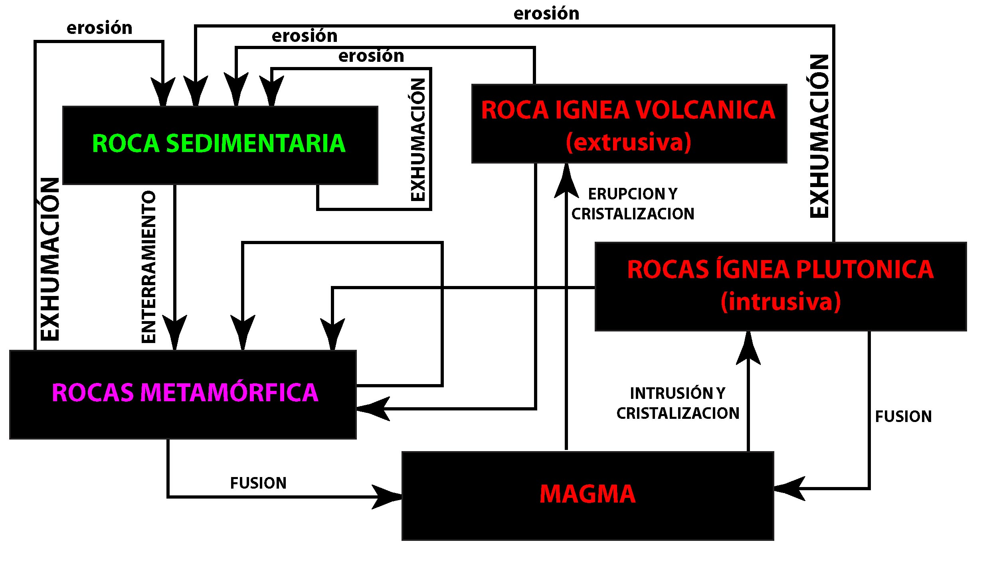 erosión
erosión
erosión
erosión
EXHUMACIÓN
EXHUMACIÓN
ROCA IGNEA VOLCANICA
(extrusiva)
ROCA SEDIMENTARIA
EXHUMACIÓN
ENTERRAMIENTO
ERUPCION Y
CRISTALIZACION
ROCAS ÍGNEA PLUTONICA
(intrusiva)
ROCAS METAMÓRFICA
INTRUSIÓN Y
CRISTALIZACION
FUSION
FUSION
MAGMA